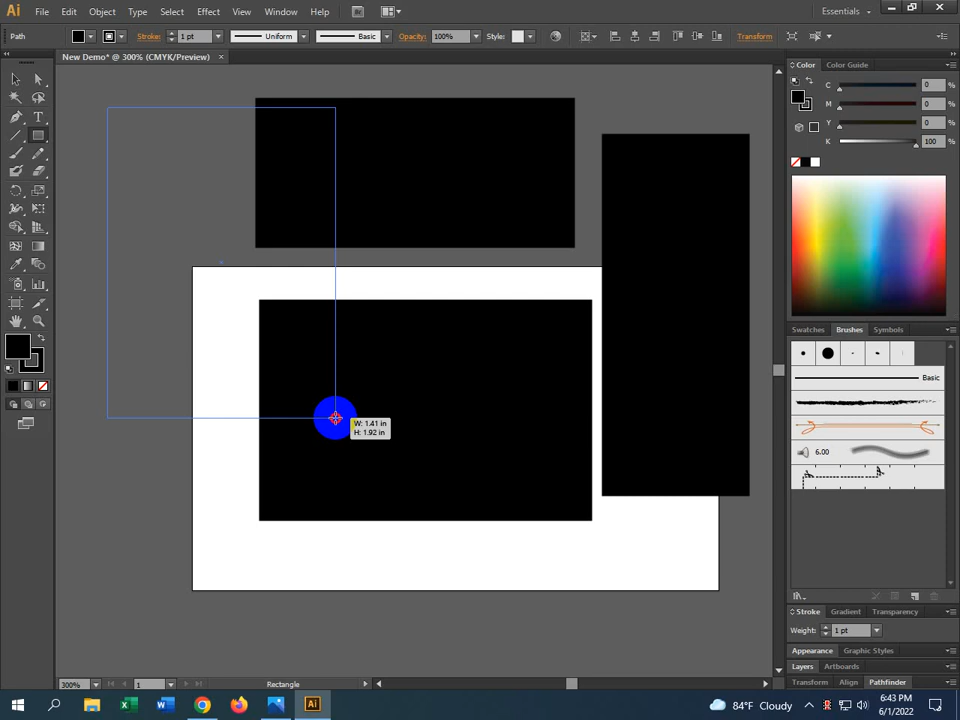 Ai File Edit Object Type Select Effect View Window Help Br Essentials
Path Stroke: 1 pt Uniform Basic Opacity: 100% Style: Transform
New Demo* @ 300% (CMYK/Preview) ×
Color Color Guide
C 0 %
M 0 %
Y 0 %
K 100 %
Swatches Brushes Symbols
Basic
6.00
W: 1.41 in
H: 1.92 in
Stroke Gradient Transparency
Weight: 1 pt
Appearance Graphic Styles
Layers Artboards
Transform Align Pathfinder
300% 1 Rectangle
84°F Cloudy
6:43 PM
6/1/2022